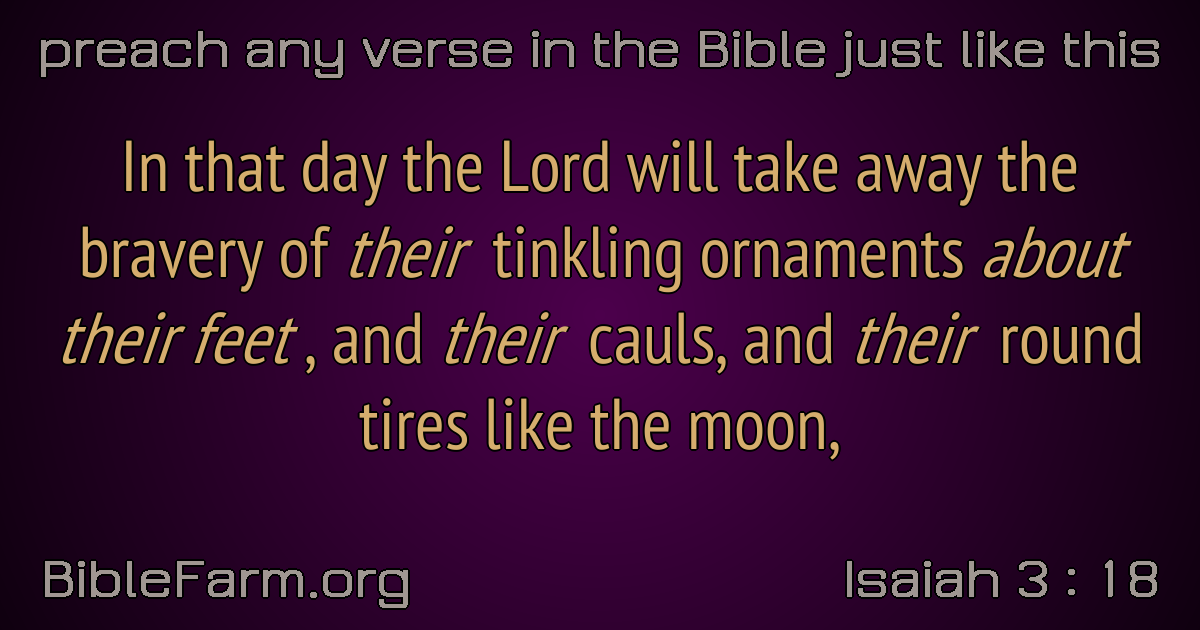 preach any verse in the Bible just like this
In that day the Lord will take away the
bravery of their tinkling ornaments about
their feet , and their cauls, and their round
tires like the moon,
BibleFarm.org
Isaiah 3 : 18